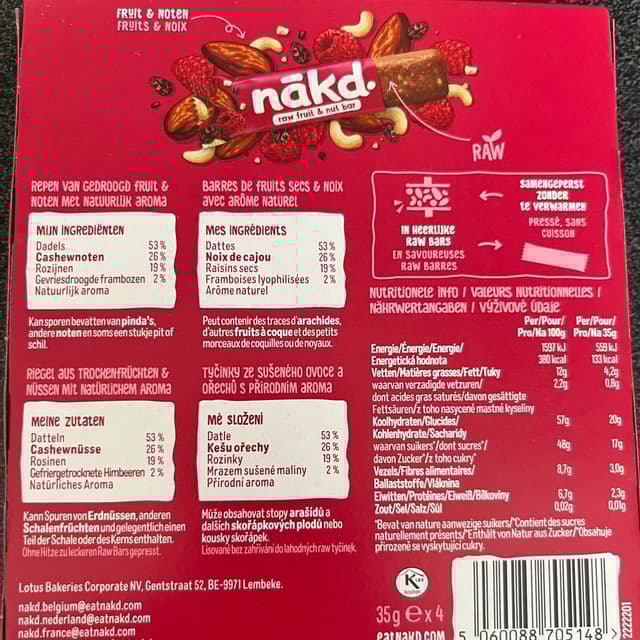 FRUIT & NOTEN
FRUITS & NOIX
nākd.
raw fruit & nut bar
RAW
REPEN VAN GEDROOGD FRUIT &
NOTEN MET NATUURLIJK AROMA
MIJN INGREDIËNTEN
Dadels 53 %
Cashewnoten 26 %
Rozijnen 19 %
Gevriesdroogde frambozen 2 %
Natuurlijk aroma
Kan sporen bevatten van pinda's,
andere noten en soms een stukje pit of
schil.
BARRES DE FRUITS SECS & NOIX
AVEC ARÔME NATUREL
MES INGRÉDIENTS
Dattes 53 %
Noix de cajou 26 %
Raisins secs 19 %
Framboises lyophilisées 2 %
Arôme naturel
Peut contenir des traces d'arachides,
d'autres fruits à coque et des petits
morceaux de coquilles ou de noyaux.
RIEGEL AUS TROCKENFRÜCHTEN &
NÜSSEN MIT NATÜRLICHEM AROMA
MEINE ZUTATEN
Datteln 53 %
Cashewnüsse 26 %
Rosinen 19 %
Gefriergetrocknete Himbeeren 2 %
Natürliches Aroma
Kann Spuren von Erdnüssen, anderen
Schalenfrüchten und gelegentlich einen
Teil der Schale oder des Kerns enthalten.
Ohne Hitze zu leckeren Raw Bars gepresst.
TYČINKY ZE SUŠENÉHO OVOCE A
OŘECHŮ S PŘÍRODNÍM AROMA
MÉ SLOŽENÍ
Datle 53 %
Kešu ořechy 26 %
Rozinky 19 %
Mrazem sušené maliny 2 %
Přírodní aroma
Může obsahovat stopy arašídů a
dalších skořápkových plodů nebo
kousky skořápek.
Lisované bez zahřívání do lahodných raw tyčinek.
SAMENGEPERST
ZONDER
TE VERWARMEN
PRESSÉ, SANS
CUISSON
IN HEERLIJKE
RAW BARS
EN SAVOUREUSES
RAW BARRES
NUTRITIONELE INFO / VALEURS NUTRITIONNELLES /
NÄHRWERTANGABEN / VÝŽIVOVÉ ÚDAJE
Per/Pour/ Per/Pour/
Pro/Na 100g Pro/Na 35g
Energie/Énergie/Energie/ 1597 kJ 559 kJ
Energetická hodnota 380 kcal 133 kcal
Vetten/Matières grasses/Fett/Tuky 12g 4,2g
waarvan verzadigde vetzuren/ 2,2g 0,8g
dont acides gras saturés/davon gesättigte
Fettsäuren/z toho nasycené mastné kyseliny
Koolhydraten/Glucides/ 57g 20g
Kohlenhydrate/Sacharidy
waarvan suikers*/dont sucres*/ 48g 17g
davon Zucker*/z toho cukry*
Vezels/Fibres alimentaires/ 8,7g 3,0g
Ballaststoffe/Vláknina
Eiwitten/Protéines/Eiweiß/Bílkoviny 6,7g 2,3g
Zout/Sel/Salz/Sůl 0,02g 0,01g
*Bevat van nature aanwezige suikers/*Contient des sucres
naturellement présents/*Enthält von Natur aus Zucker/*Obsahuje
přirozeně se vyskytující cukry.
Lotus Bakeries Corporate NV, Gentstraat 52, BE-9971 Lembeke.
nakd.belgium@eatnakd.com
nakd.nederland@eatnakd.com
nakd.france@eatnakd.com
K LBD
kosher
35g e x 4
eatnakd.com
5 060088 705148 >